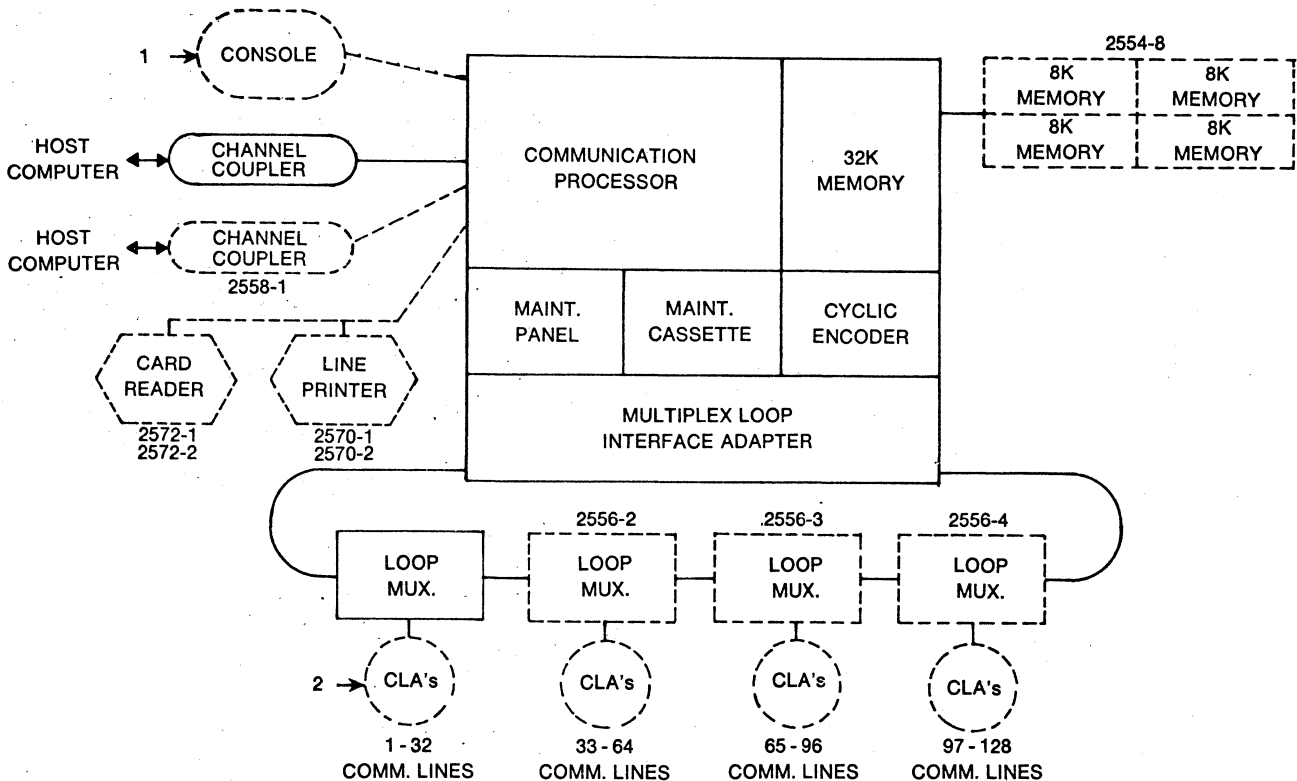 1
CONSOLE
HOST
COMPUTER
CHANNEL
COUPLER
HOST
COMPUTER
CHANNEL
COUPLER
2558-1
CARD
READER
2572-1
2572-2
LINE
PRINTER
2570-1
2570-2
COMMUNICATION
PROCESSOR
32K
MEMORY
2554-8
8K
MEMORY
8K
MEMORY
8K
MEMORY
8K
MEMORY
MAINT.
PANEL
MAINT.
CASSETTE
CYCLIC
ENCODER
MULTIPLEX LOOP
INTERFACE ADAPTER
LOOP
MUX.
2556-2
LOOP
MUX.
2556-3
LOOP
MUX.
2556-4
LOOP
MUX.
2
CLA's
1 - 32
COMM. LINES
CLA's
33 - 64
COMM. LINES
CLA's
65 - 96
COMM. LINES
CLA's
97 - 128
COMM. LINES